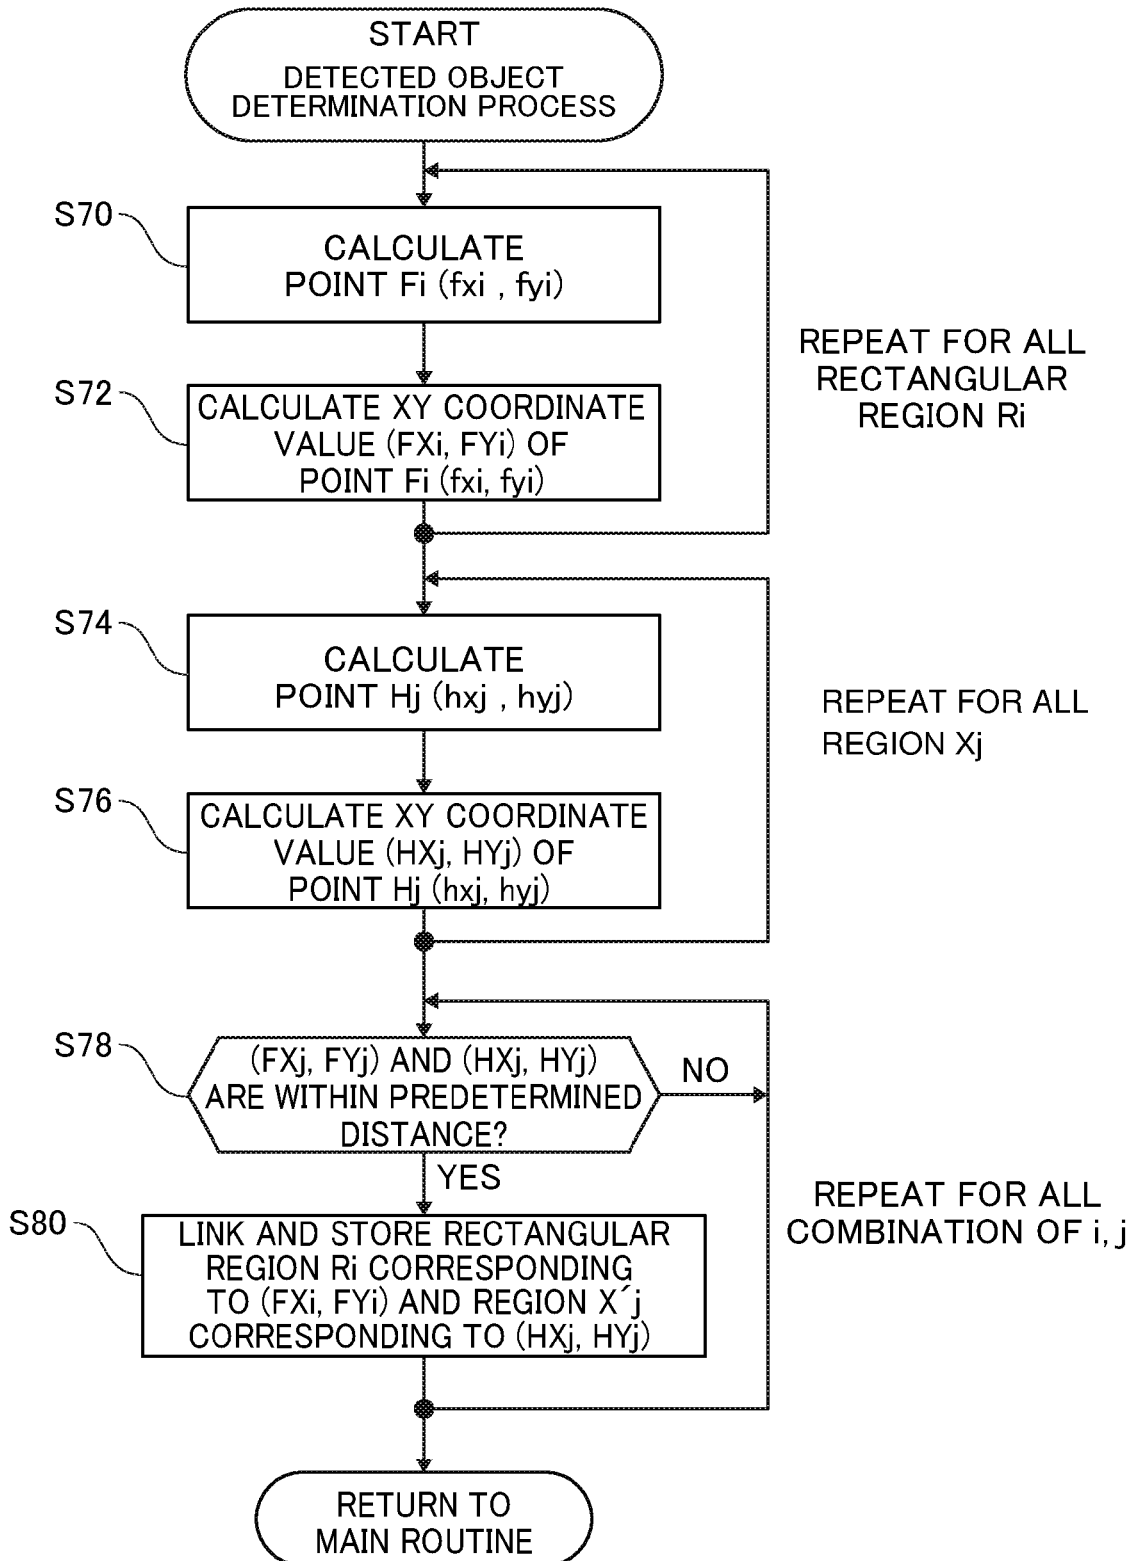 START
DETECTED OBJECT
DETERMINATION PROCESS
S70
CALCULATE
POINT Fi (fxi , fyi)
REPEAT FOR ALL
RECTANGULAR
REGION Ri
S72
CALCULATE XY COORDINATE
VALUE (FXi, FYi) OF
POINT Fi (fxi, fyi)
S74
CALCULATE
POINT Hj (hxj , hyj)
REPEAT FOR ALL
REGION Xj
S76
CALCULATE XY COORDINATE
VALUE (HXj, HYj) OF
POINT Hj (hxj, hyj)
S78
(FXj, FYj) AND (HXj, HYj)
ARE WITHIN PREDETERMINED
DISTANCE?
NO
YES
REPEAT FOR ALL
COMBINATION OF i, j
S80
LINK AND STORE RECTANGULAR
REGION Ri CORRESPONDING
TO (FXi, FYi) AND REGION X´j
CORRESPONDING TO (HXj, HYj)
RETURN TO
MAIN ROUTINE